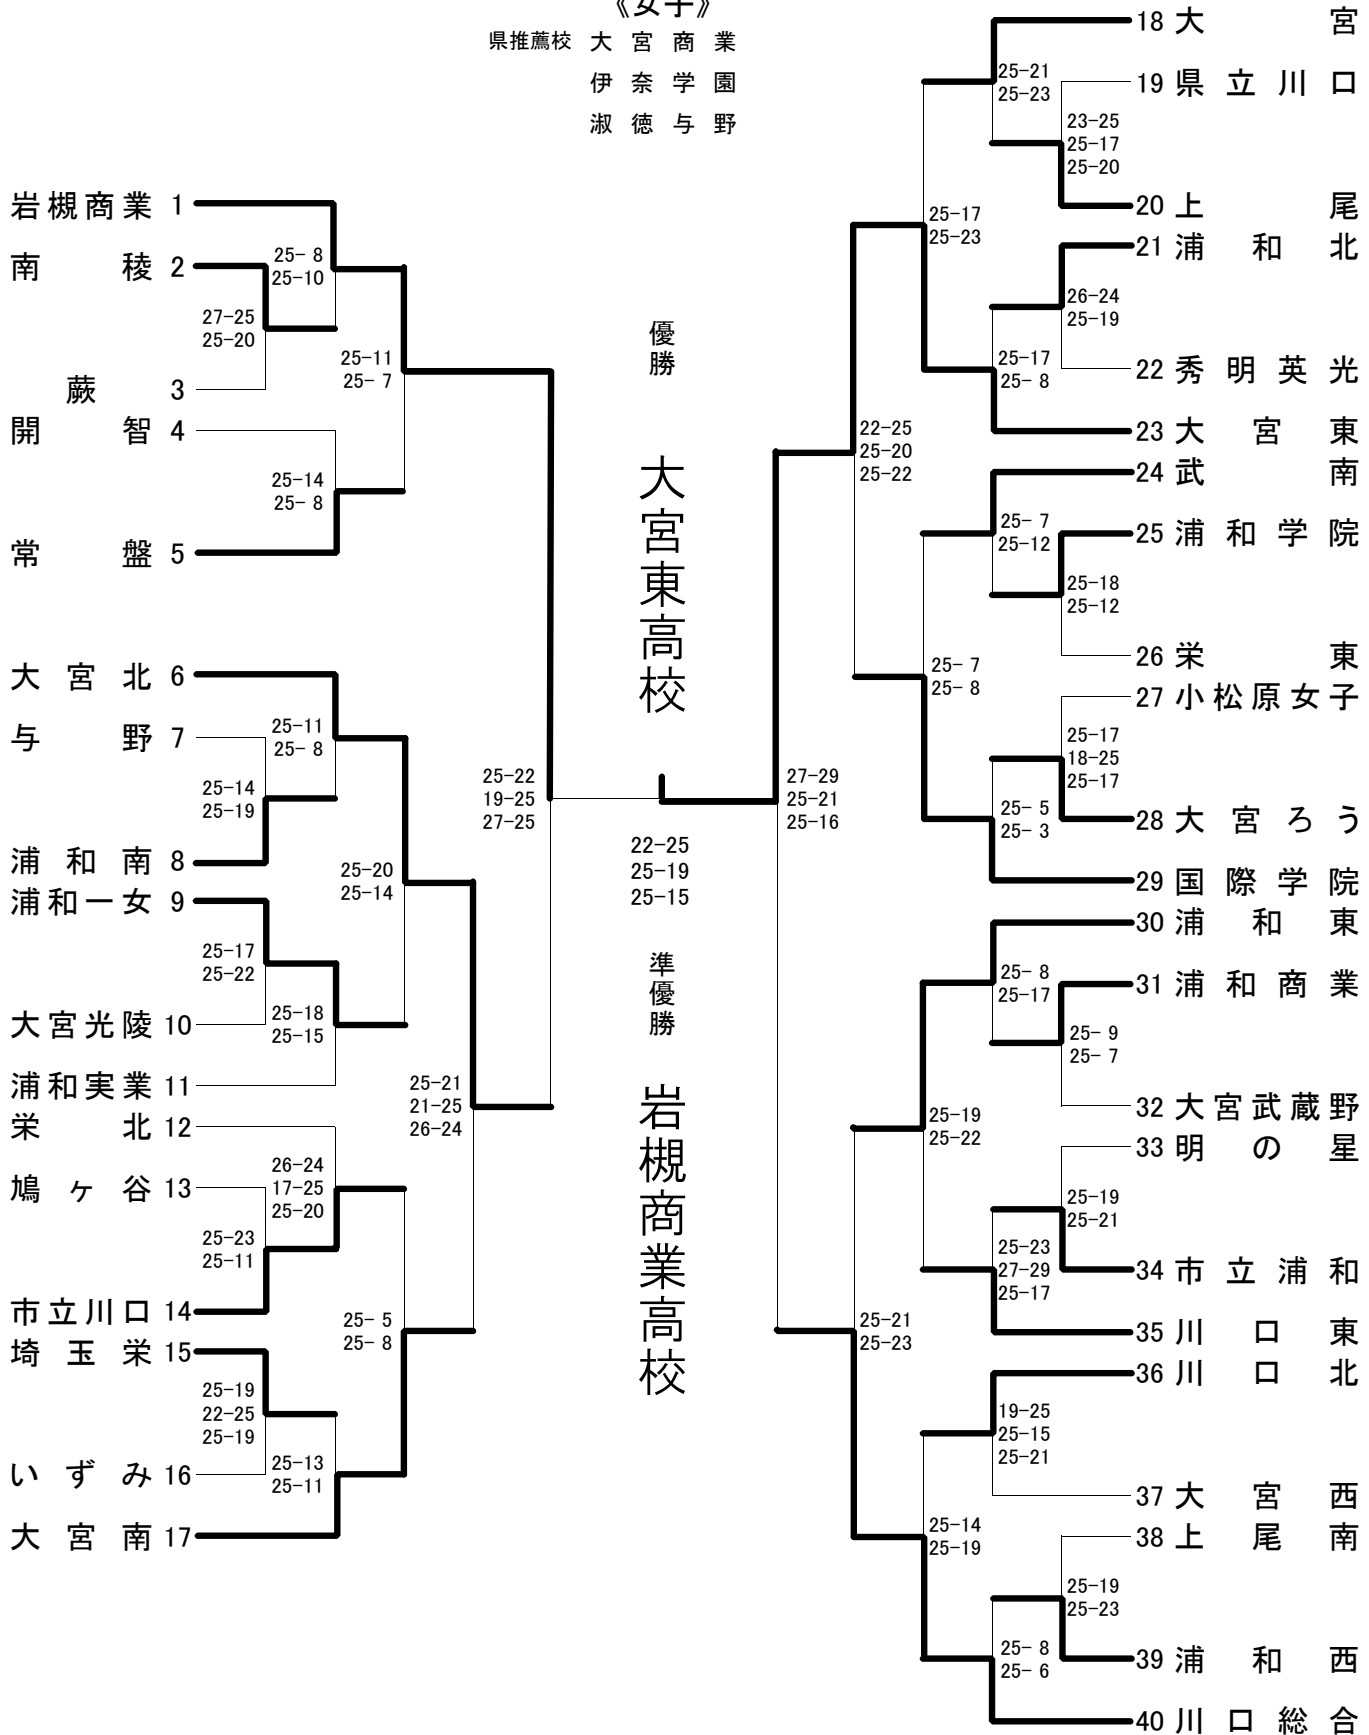 《女子》
県推薦校 大宮商業
伊奈学園
淑徳与野
岩槻商業 1
南稜 2
蕨 3
開智 4
常盤 5
大宮北 6
与野 7
浦和南 8
浦和一女 9
大宮光陵 10
浦和実業 11
栄北 12
鳩ヶ谷 13
市立川口 14
埼玉栄 15
いずみ 16
大宮南 17
27-25
25-20
25- 8
25-10
25-14
25- 8
25-11
25- 7
25-14
25-19
25-11
25- 8
25-17
25-22
25-18
25-15
25-20
25-14
25-23
25-11
26-24
17-25
25-20
25-19
22-25
25-19
25-13
25-11
25- 5
25- 8
25-21
21-25
26-24
25-22
19-25
27-25
優勝
大宮東高校
22-25
25-19
25-15
準優勝
岩槻商業高校
27-29
25-21
25-16
22-25
25-20
25-22
25-21
25-23
25-17
25-23
25- 7
25- 8
25-19
25-22
25-14
25-19
25-21
25-23
23-25
25-17
25-20
26-24
25-19
25-17
25- 8
25- 7
25-12
25-18
25-12
25-17
18-25
25-17
25- 5
25- 3
25- 8
25-17
25- 9
25- 7
25-19
25-21
25-23
27-29
25-17
19-25
25-15
25-21
25-19
25-23
25- 8
25- 6
18 大宮
19 県立川口
20 上尾
21 浦和北
22 秀明英光
23 大宮東
24 武南
25 浦和学院
26 栄東
27 小松原女子
28 大宮ろう
29 国際学院
30 浦和東
31 浦和商業
32 大宮武蔵野
33 明の星
34 市立浦和
35 川口東
36 川口北
37 大宮西
38 上尾南
39 浦和西
40 川口総合